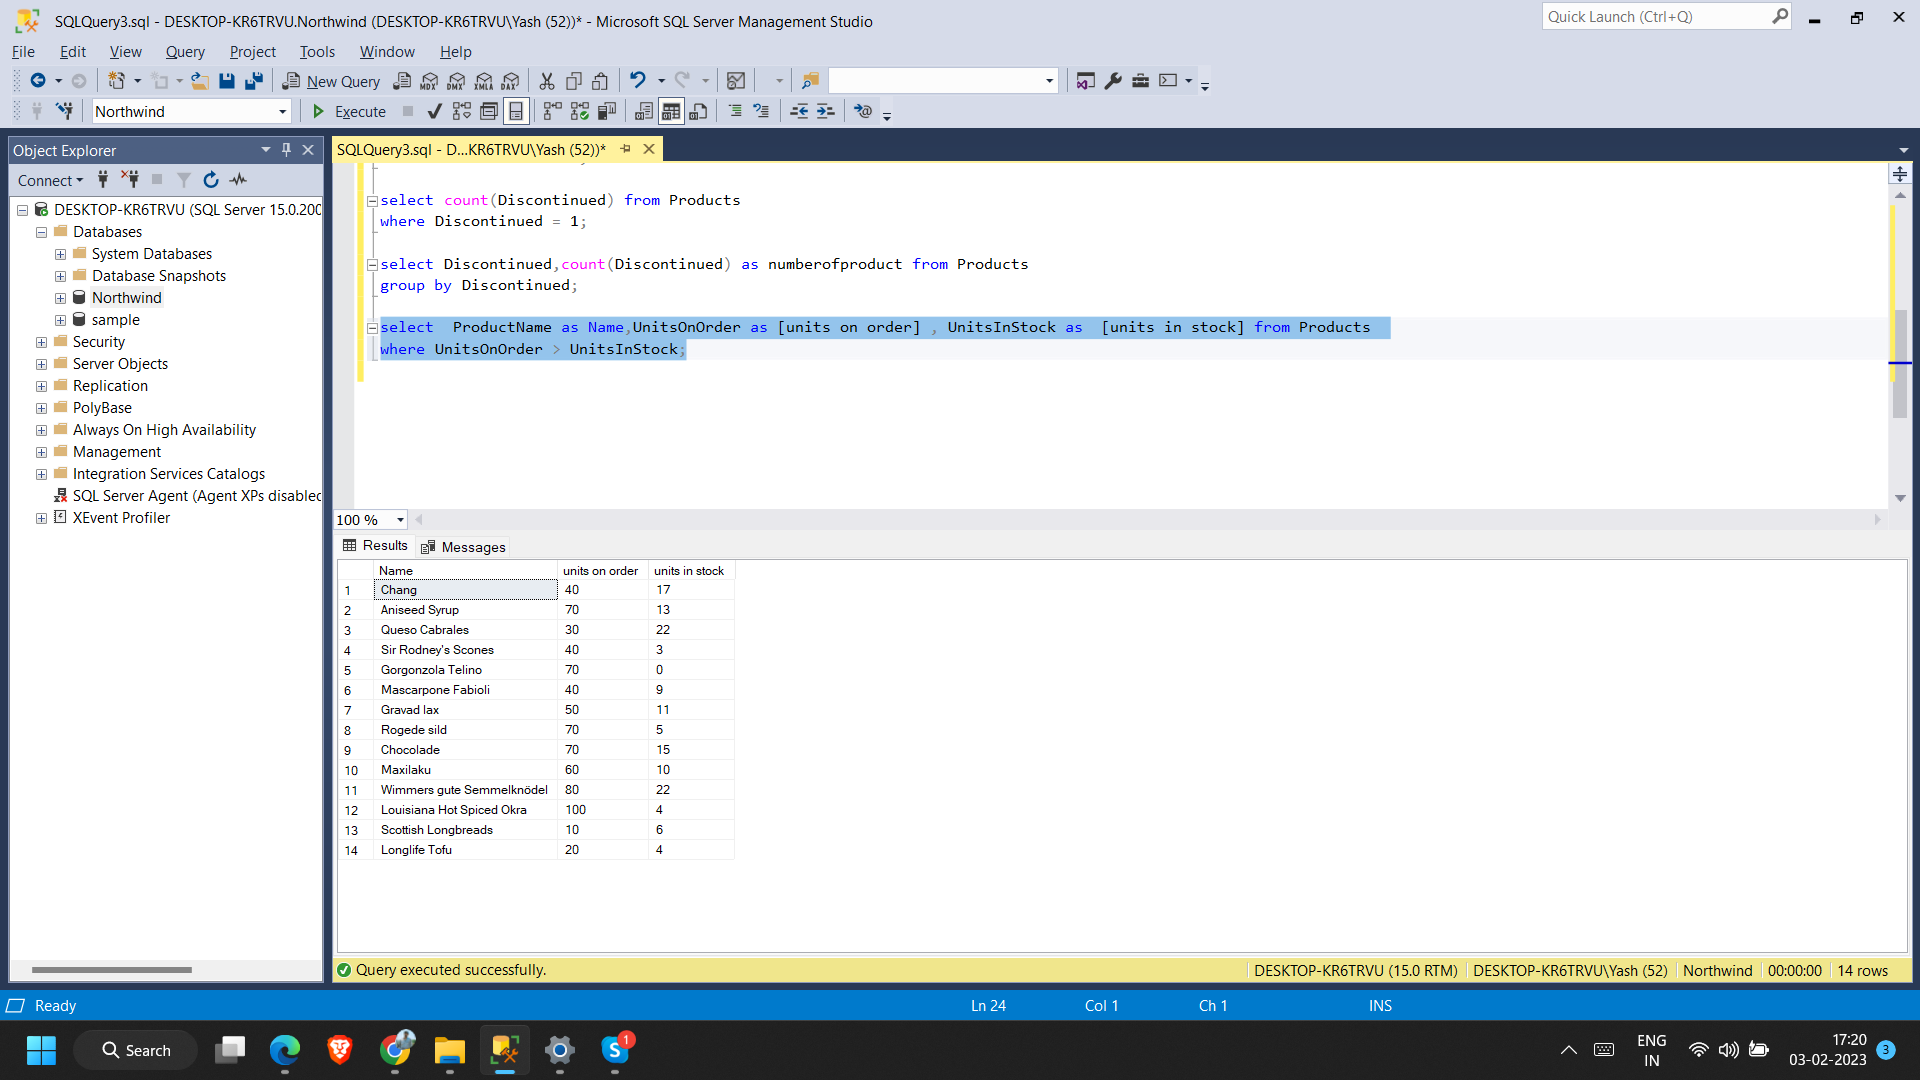 SQLQuery3.sql - DESKTOP-KR6TRVU.Northwind (DESKTOP-KR6TRVU\Yash (52))* - Microsoft SQL Server Management Studio
Quick Launch (Ctrl+Q)
File Edit View Query Project Tools Window Help
New Query MDX DMX XMLA DAX
Northwind Execute
Object Explorer
SQLQuery3.sql - D...KR6TRVU\Yash (52))*
Connect
DESKTOP-KR6TRVU (SQL Server 15.0.200
Databases
System Databases
Database Snapshots
Northwind
sample
Security
Server Objects
Replication
PolyBase
Always On High Availability
Management
Integration Services Catalogs
SQL Server Agent (Agent XPs disabled
XEvent Profiler
select count(Discontinued) from Products
where Discontinued = 1;
select Discontinued,count(Discontinued) as numberofproduct from Products
group by Discontinued;
select  ProductName as Name,UnitsOnOrder as [units on order] , UnitsInStock as  [units in stock] from Products
where UnitsOnOrder > UnitsInStock;
100 %
Results Messages
Name units on order units in stock
1 Chang 40 17
2 Aniseed Syrup 70 13
3 Queso Cabrales 30 22
4 Sir Rodney's Scones 40 3
5 Gorgonzola Telino 70 0
6 Mascarpone Fabioli 40 9
7 Gravad lax 50 11
8 Rogede sild 70 5
9 Chocolade 70 15
10 Maxilaku 60 10
11 Wimmers gute Semmelknödel 80 22
12 Louisiana Hot Spiced Okra 100 4
13 Scottish Longbreads 10 6
14 Longlife Tofu 20 4
Query executed successfully. DESKTOP-KR6TRVU (15.0 RTM) DESKTOP-KR6TRVU\Yash (52) Northwind 00:00:00 14 rows
Ready Ln 24 Col 1 Ch 1 INS
Search 1 ENG IN 17:20 03-02-2023 3